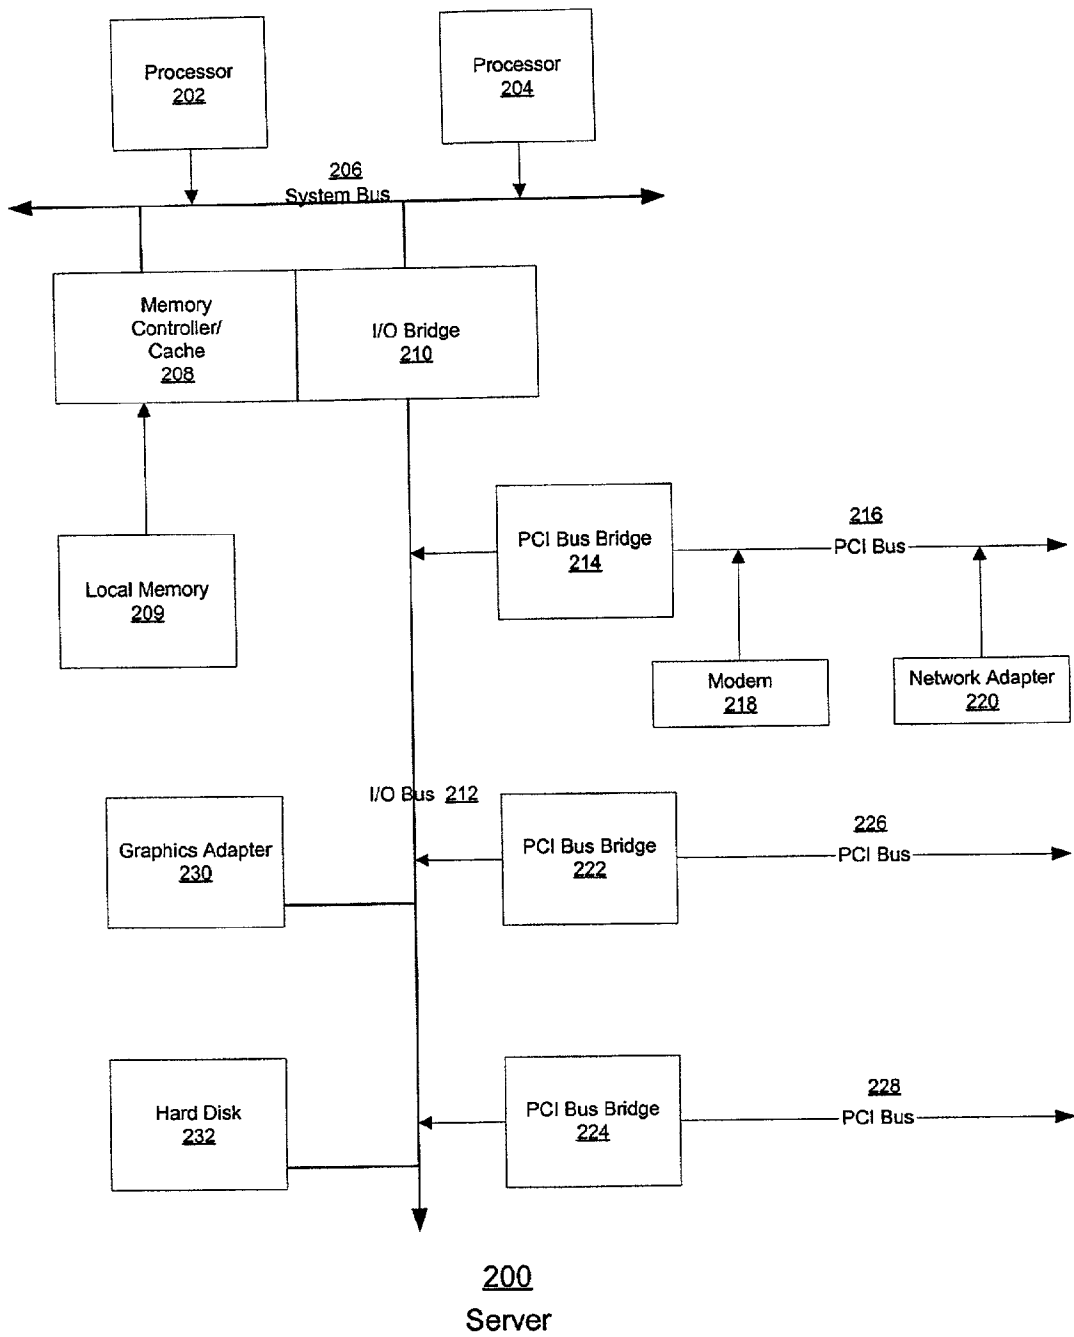 Processor
202
Processor
204
206
System Bus
Memory
Controller/
Cache
208
I/O Bridge
210
PCI Bus Bridge
214
216
PCI Bus
Local Memory
209
Modem
218
Network Adapter
220
I/O Bus 212
Graphics Adapter
230
PCI Bus Bridge
222
226
PCI Bus
Hard Disk
232
PCI Bus Bridge
224
228
PCI Bus
200
Server